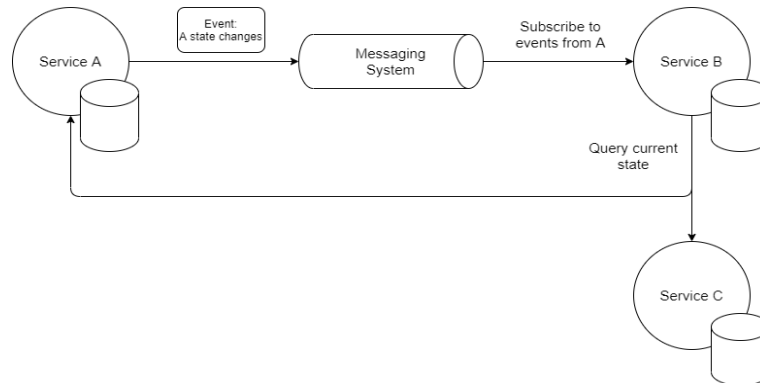 Event:
A state changes
Subscribe to
events from A
Service A
Messaging
System
Service B
Query current
state
Service C